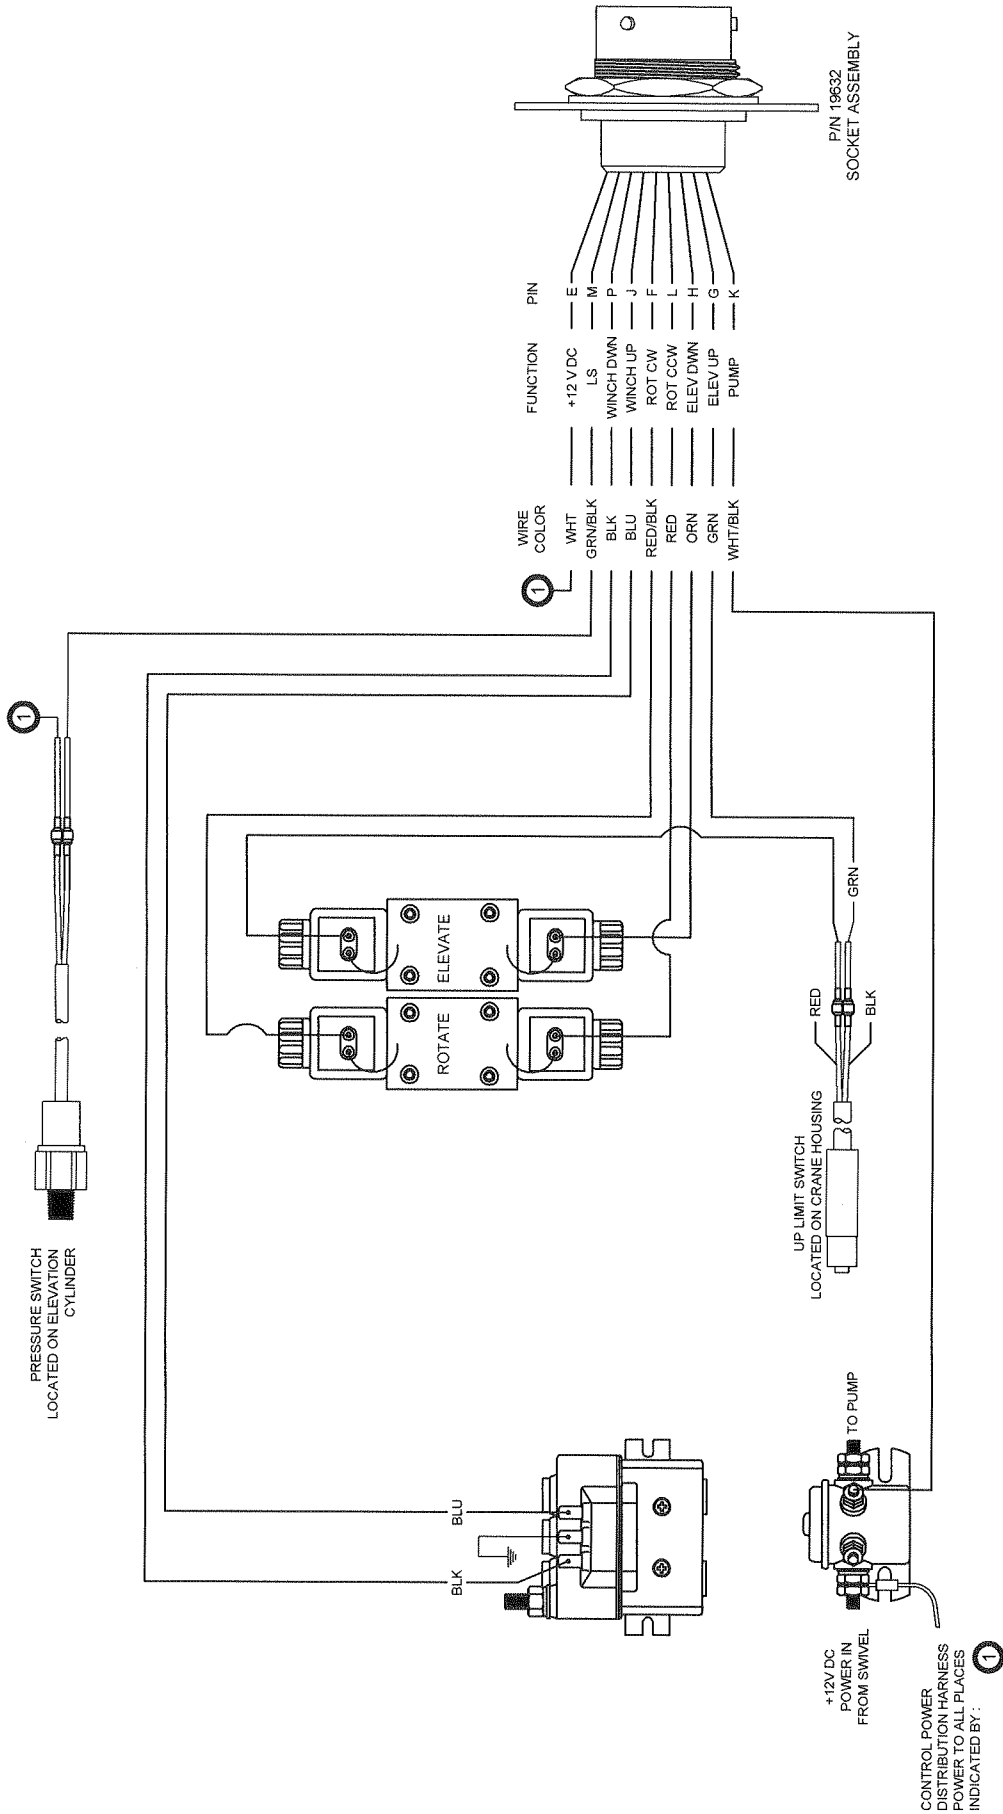 PRESSURE SWITCH
LOCATED ON ELEVATION
CYLINDER
1
1
WIRE
COLOR
FUNCTION
PIN
WHT +12 V DC E
GRN/BLK LS M
BLK WINCH DWN P
BLU WINCH UP J
RED/BLK ROT CW F
RED ROT CCW L
ORN ELEV DWN H
GRN ELEV UP G
WHT/BLK PUMP K
P/N 19632
SOCKET ASSEMBLY
ROTATE
ELEVATE
BLK
BLU
UP LIMIT SWITCH
LOCATED ON CRANE HOUSING
RED
BLK
GRN
+12V DC
POWER IN
FROM SWIVEL
TO PUMP
CONTROL POWER
DISTRIBUTION HARNESS
POWER TO ALL PLACES
INDICATED BY :
1